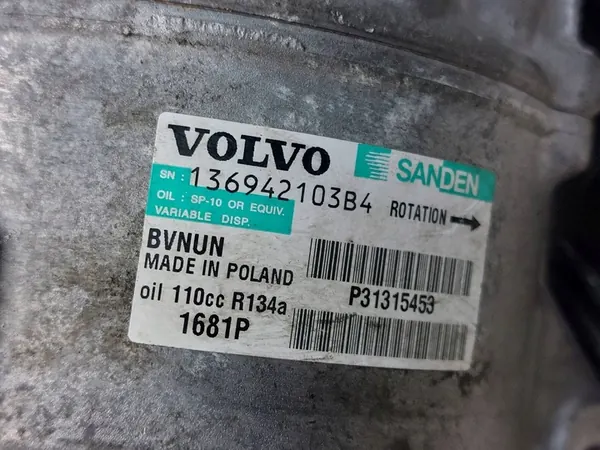 VOLVO
SANDEN
SN : 136942103B4
ROTATION →
OIL : SP-10 OR EQUIV.
VARIABLE DISP.
BVNUN
MADE IN POLAND
P31315453
oil 110cc R134a
1681P